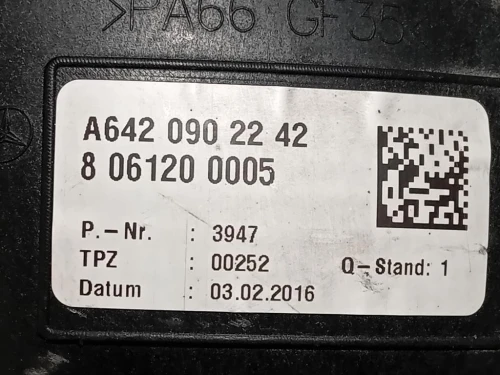 >PA66 GF35
A642 090 22 42
8 06120 0005
P.-Nr. : 3947
TPZ : 00252 Q-Stand: 1
Datum : 03.02.2016